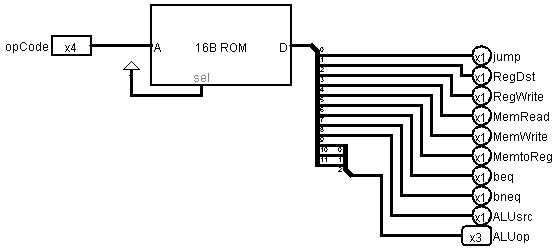 opCode x4 A 16B ROM D
sel
0
1
2
3
4
5
6
7
8
9
10 0
11 1
2
x1 jump
x1 RegDst
x1 RegWrite
x1 MemRead
x1 MemWrite
x1 MemtoReg
x1 beq
x1 bneq
x1 ALUsrc
x3 ALUop